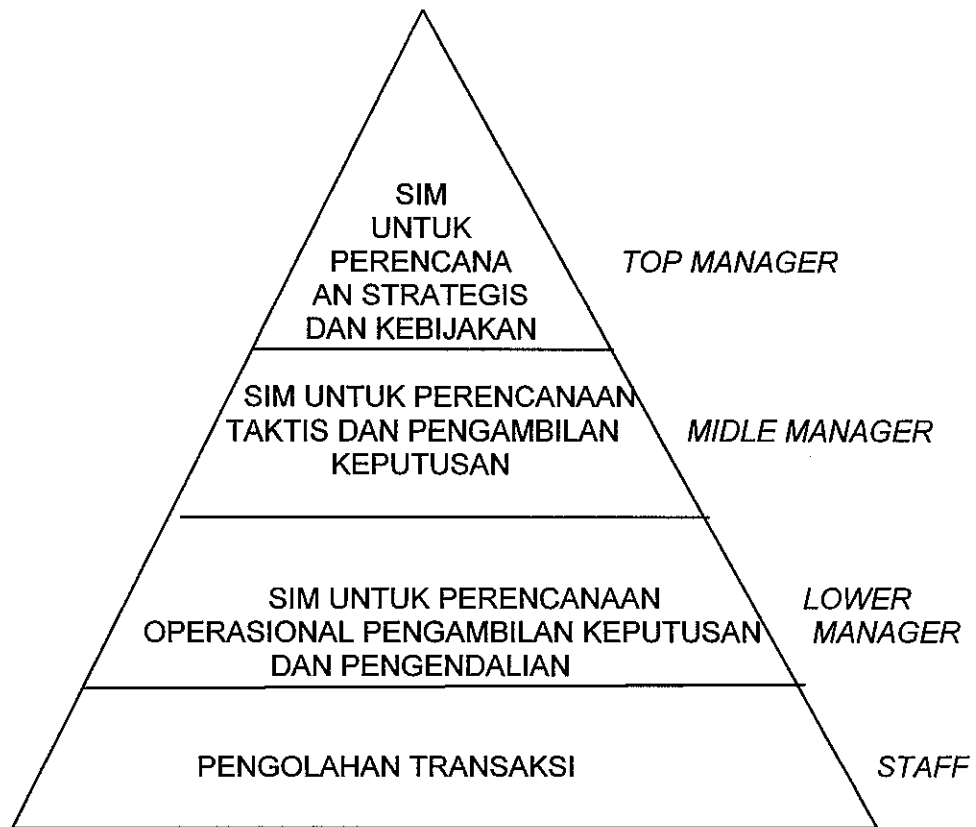 SIM
UNTUK
PERENCANA
AN STRATEGIS
DAN KEBIJAKAN
TOP MANAGER
SIM UNTUK PERENCANAAN
TAKTIS DAN PENGAMBILAN
KEPUTUSAN
MIDLE MANAGER
SIM UNTUK PERENCANAAN
OPERASIONAL PENGAMBILAN KEPUTUSAN
DAN PENGENDALIAN
LOWER
MANAGER
PENGOLAHAN TRANSAKSI
STAFF